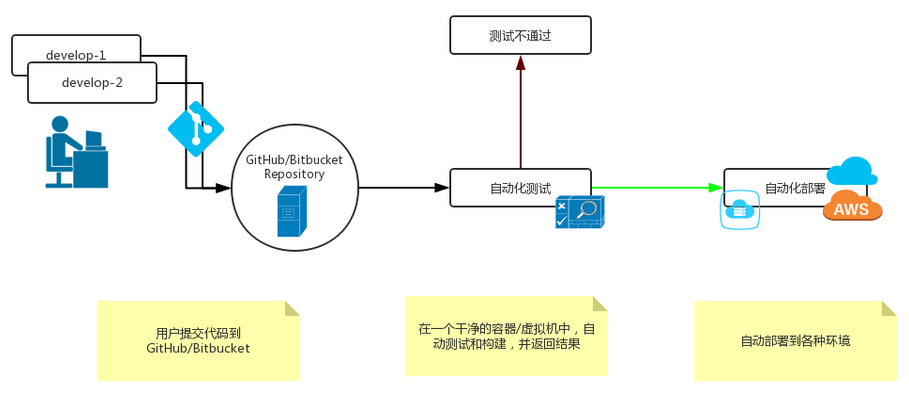 测试不通过
develop-1
develop-2
GitHub/Bitbucket
Repository
自动化测试
自动化部署
AWS
用户提交代码到
GitHub/Bitbucket
在一个干净的容器/虚拟机中，自
动测试和构建，并返回结果
自动部署到各种环境